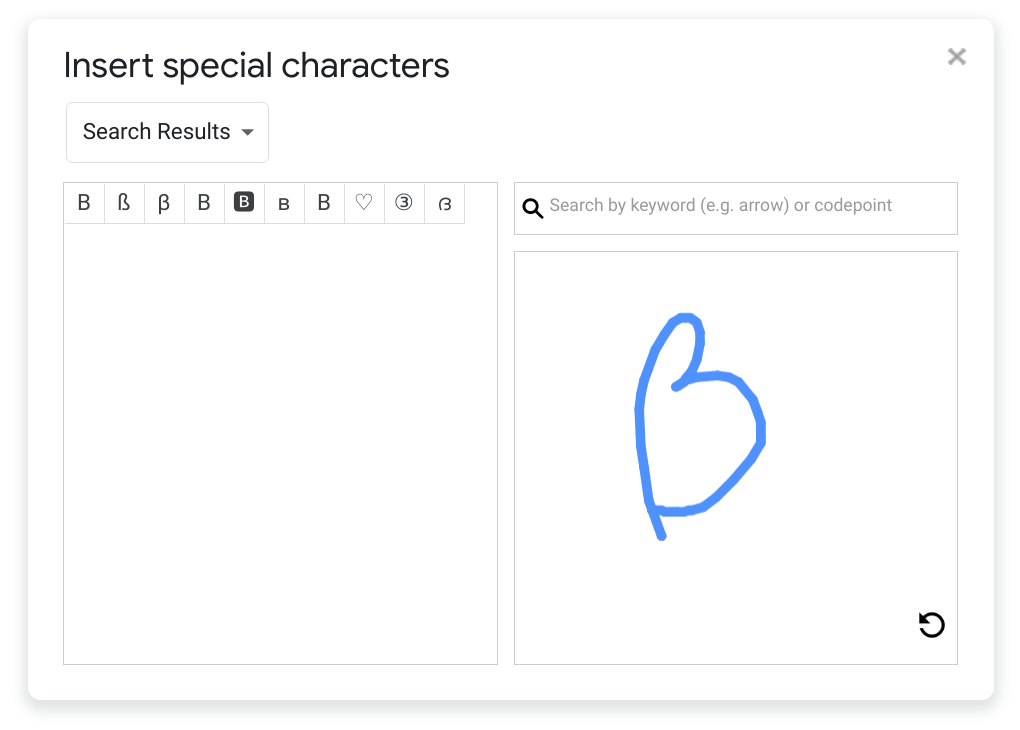 Insert special characters
Search Results
B ß β В 🅱 ʙ Β ♡ ③ ɞ
Search by keyword (e.g. arrow) or codepoint
β